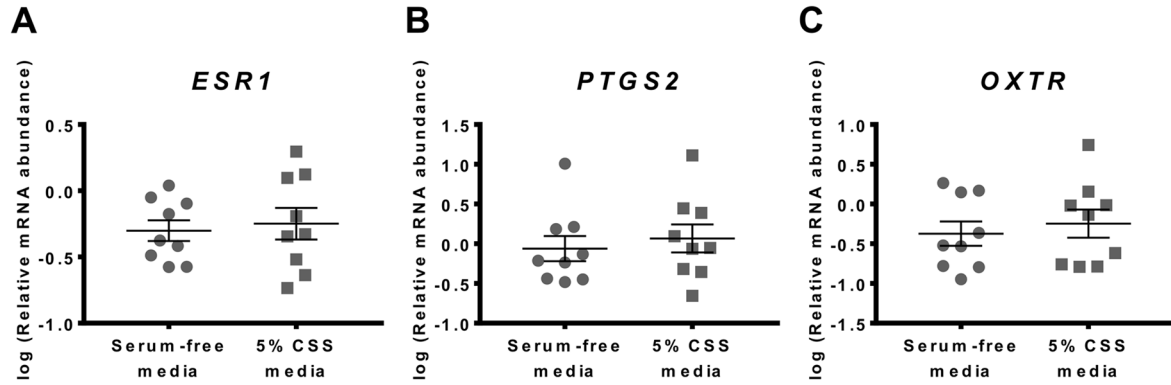 A
ESR1
log (Relative mRNA abundance)
0.5
0.0
-0.5
-1.0
Serum-free
media
5% CSS
media
B
PTGS2
log (Relative mRNA abundance)
1.5
1.0
0.5
0.0
-0.5
-1.0
Serum-free
media
5% CSS
media
C
OXTR
log (Relative mRNA abundance)
1.0
0.5
0.0
-0.5
-1.0
-1.5
Serum-free
media
5% CSS
media